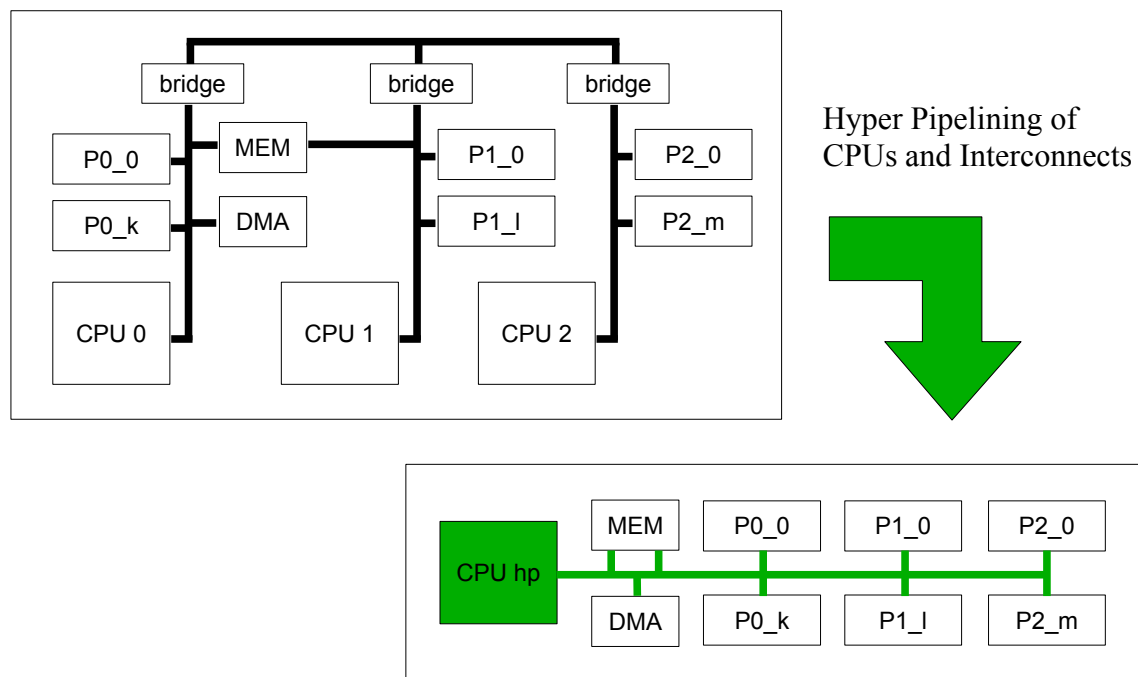 bridge
bridge
bridge
P0_0
MEM
P1_0
P2_0
P0_k
DMA
P1_l
P2_m
CPU 0
CPU 1
CPU 2
Hyper Pipelining of
CPUs and Interconnects
MEM
P0_0
P1_0
P2_0
CPU hp
DMA
P0_k
P1_l
P2_m